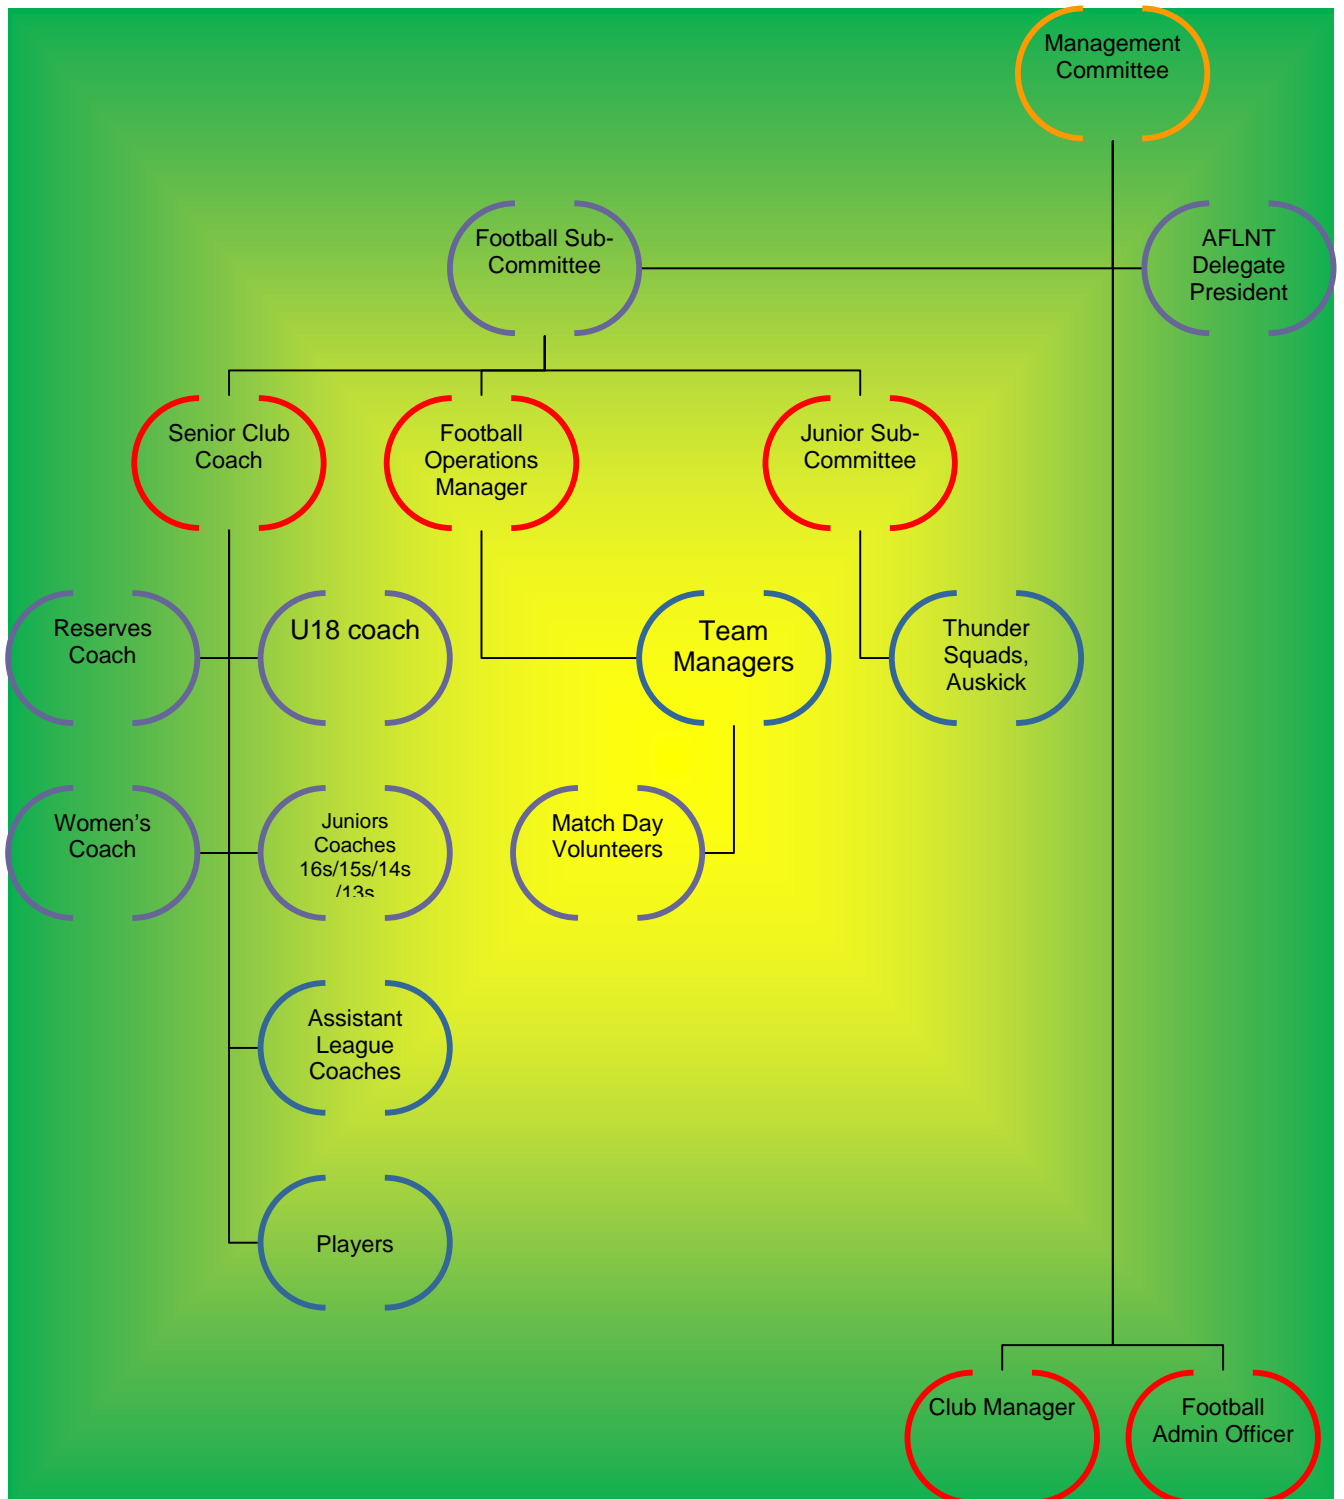 Management
Committee
Football Sub-
Committee
AFLNT
Delegate
President
Senior Club
Coach
Football
Operations
Manager
Junior Sub-
Committee
Reserves
Coach
U18 coach
Team
Managers
Thunder
Squads,
Auskick
Women’s
Coach
Juniors
Coaches
16s/15s/14s
/13s
Match Day
Volunteers
Assistant
League
Coaches
Players
Club Manager
Football
Admin Officer